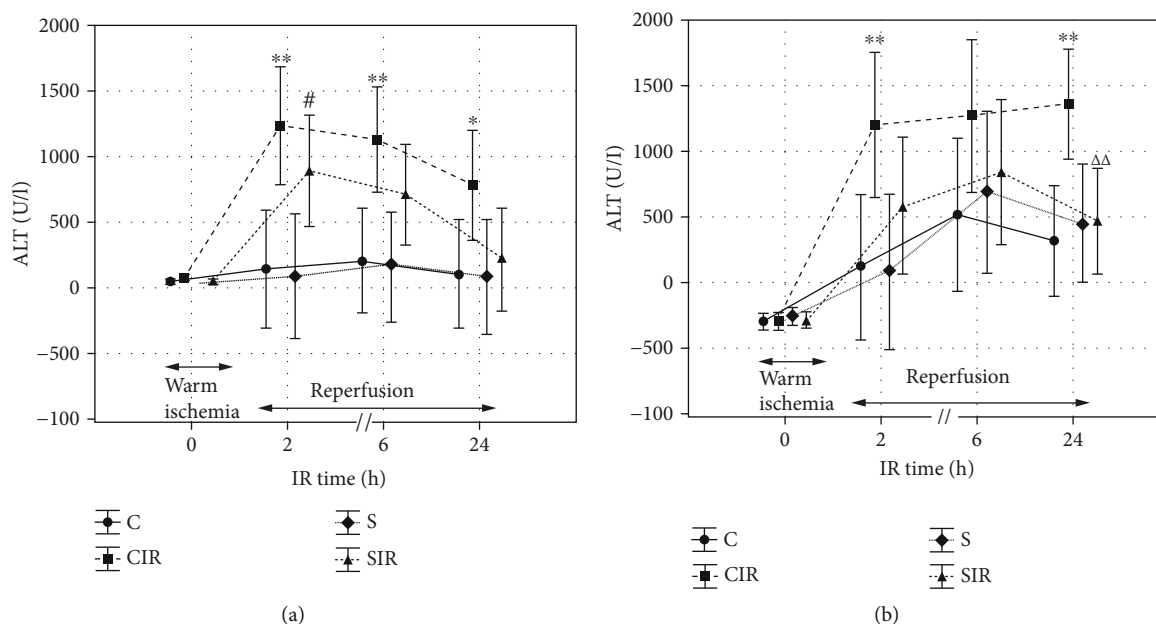 2000
1500
1000
500
0
−500
−100
ALT (U/I)
**
#
**
*
Warm
ischemia
Reperfusion
//
0
2
6
24
IR time (h)
C
CIR
S
SIR
(a)
2000
1500
1000
500
0
−500
−100
ALT (U/I)
**
**
ΔΔ
Warm
ischemia
Reperfusion
//
0
2
6
24
IR time (h)
C
CIR
S
SIR
(b)